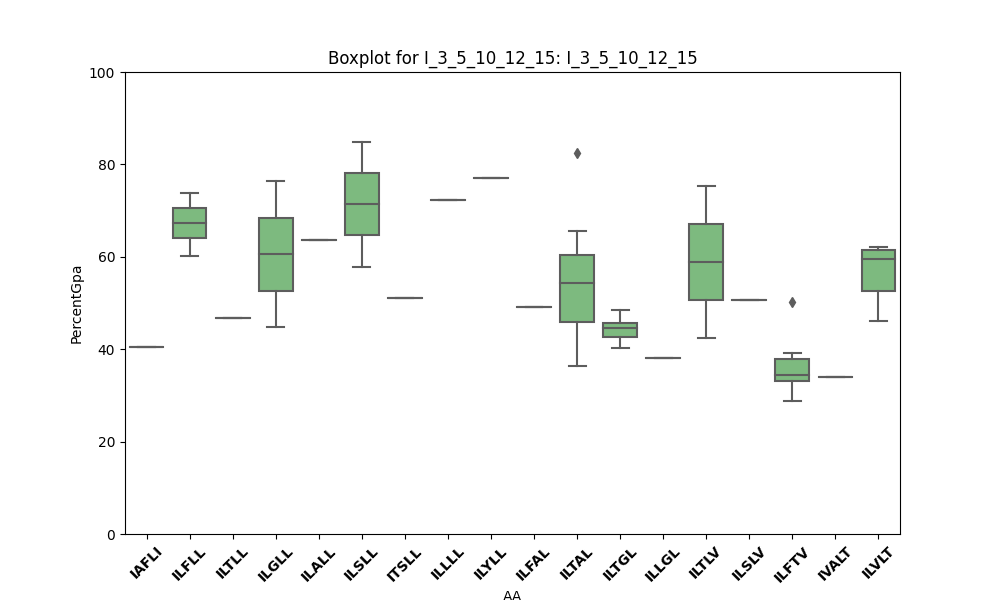 Boxplot for I_3_5_10_12_15: I_3_5_10_12_15
100
80
60
40
20
0
PercentGpa
IAFLI ILFLL ILTLL ILGLL ILALL ILSLL ITSLL ILLLL ILYLL ILFAL ILTAL ILTGL ILLGL ILTLV ILSLV ILFTV IVALT ILVLT
AA